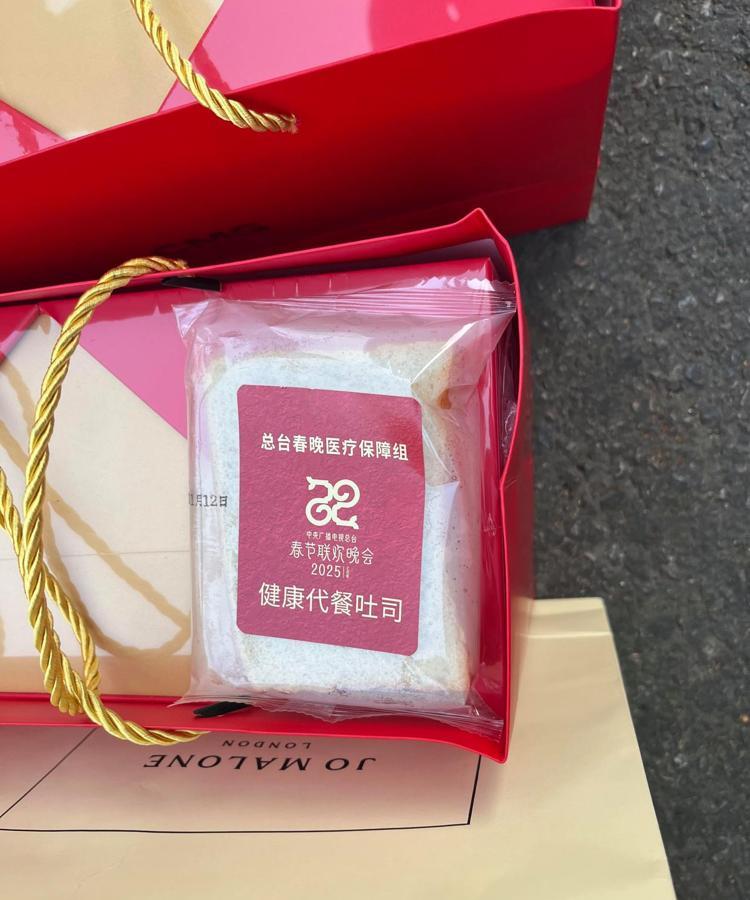 总台春晚医疗保障组
中央广播电视总台
春节联欢晚会
2025
健康代餐吐司
1月12日
JO MALONE
LONDON